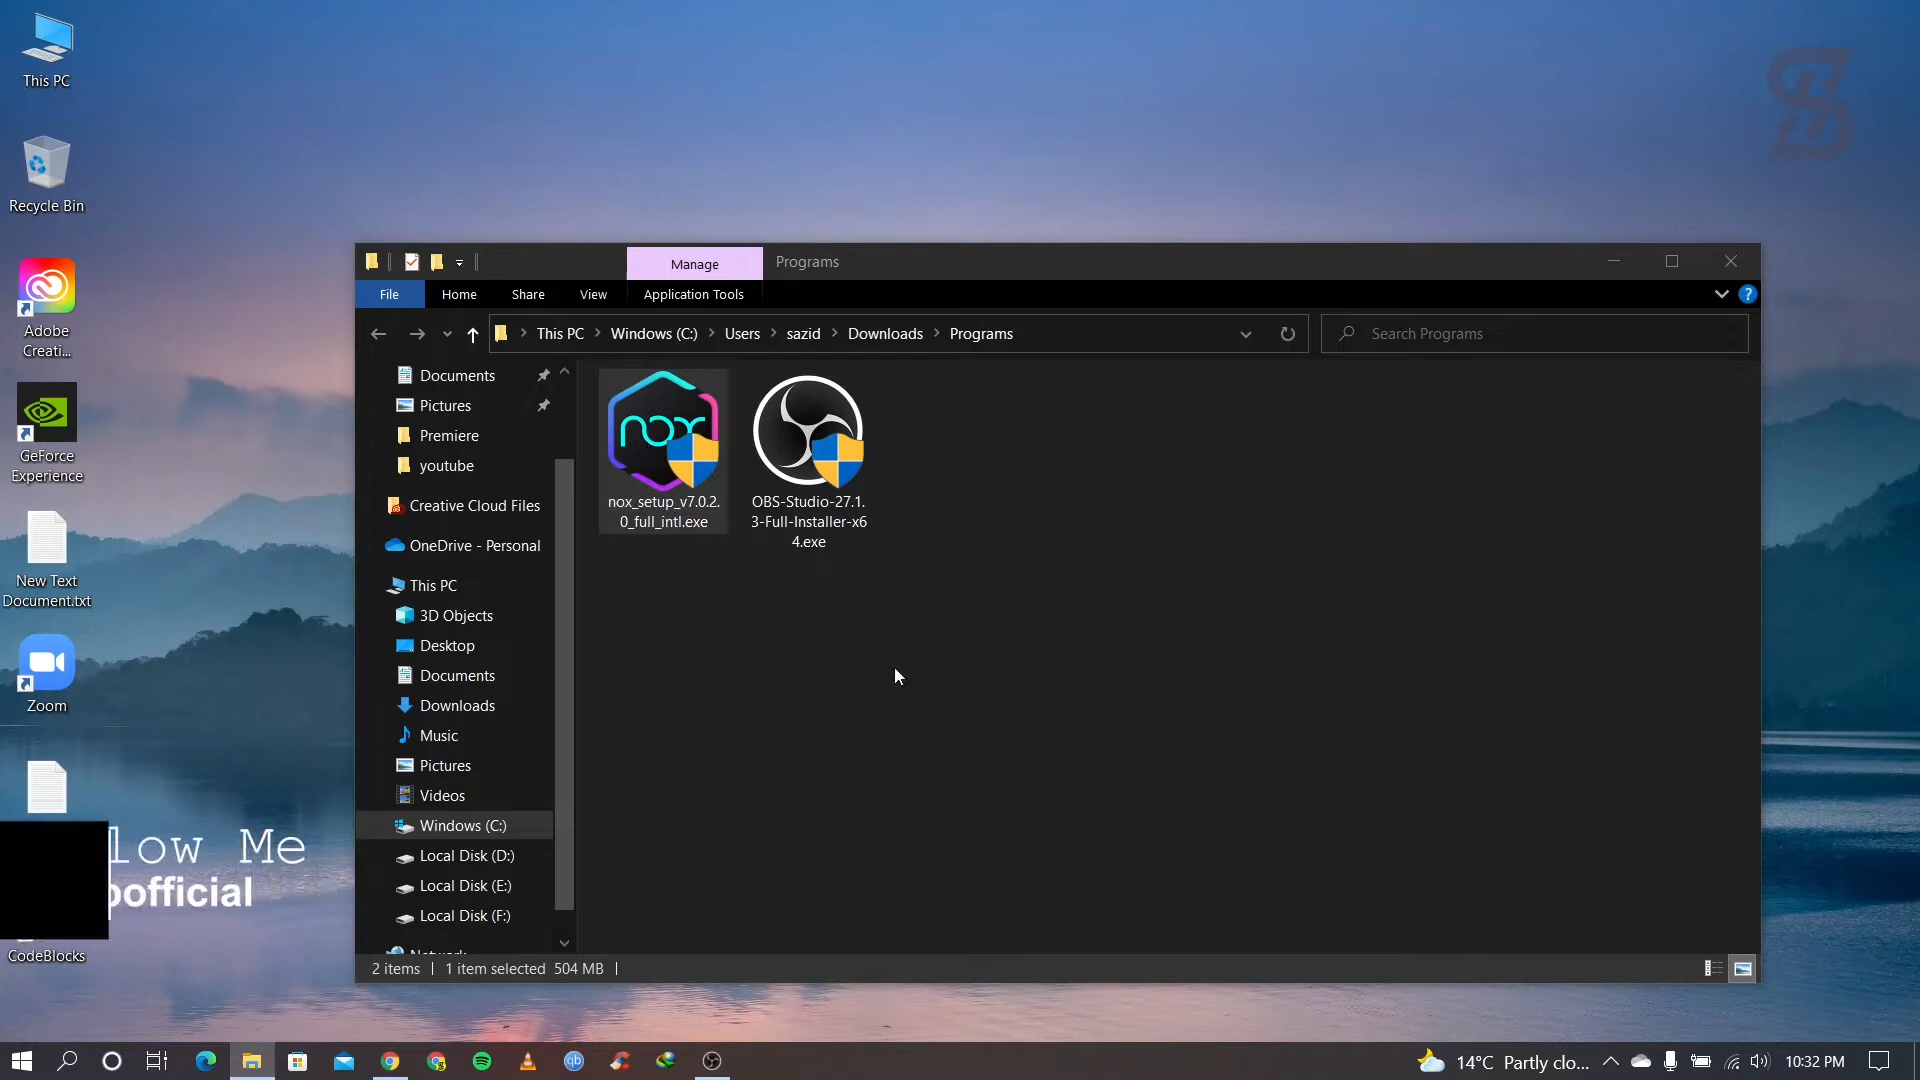 This PC
Recycle Bin
Adobe
Creati...
GeForce
Experience
New Text
Document.txt
Zoom
low Me
pofficial
CodeBlocks
Manage
Programs
File
Home
Share
View
Application Tools
This PC
Windows (C:)
Users
sazid
Downloads
Programs
Search Programs
Documents
Pictures
Premiere
youtube
Creative Cloud Files
OneDrive - Personal
This PC
3D Objects
Desktop
Documents
Downloads
Music
Pictures
Videos
Windows (C:)
Local Disk (D:)
Local Disk (E:)
Local Disk (F:)
Network
nox
nox_setup_v7.0.2.
0_full_intl.exe
OBS-Studio-27.1.
3-Full-Installer-x6
4.exe
2 items
1 item selected 504 MB
qb
14°C Partly clo...
10:32 PM